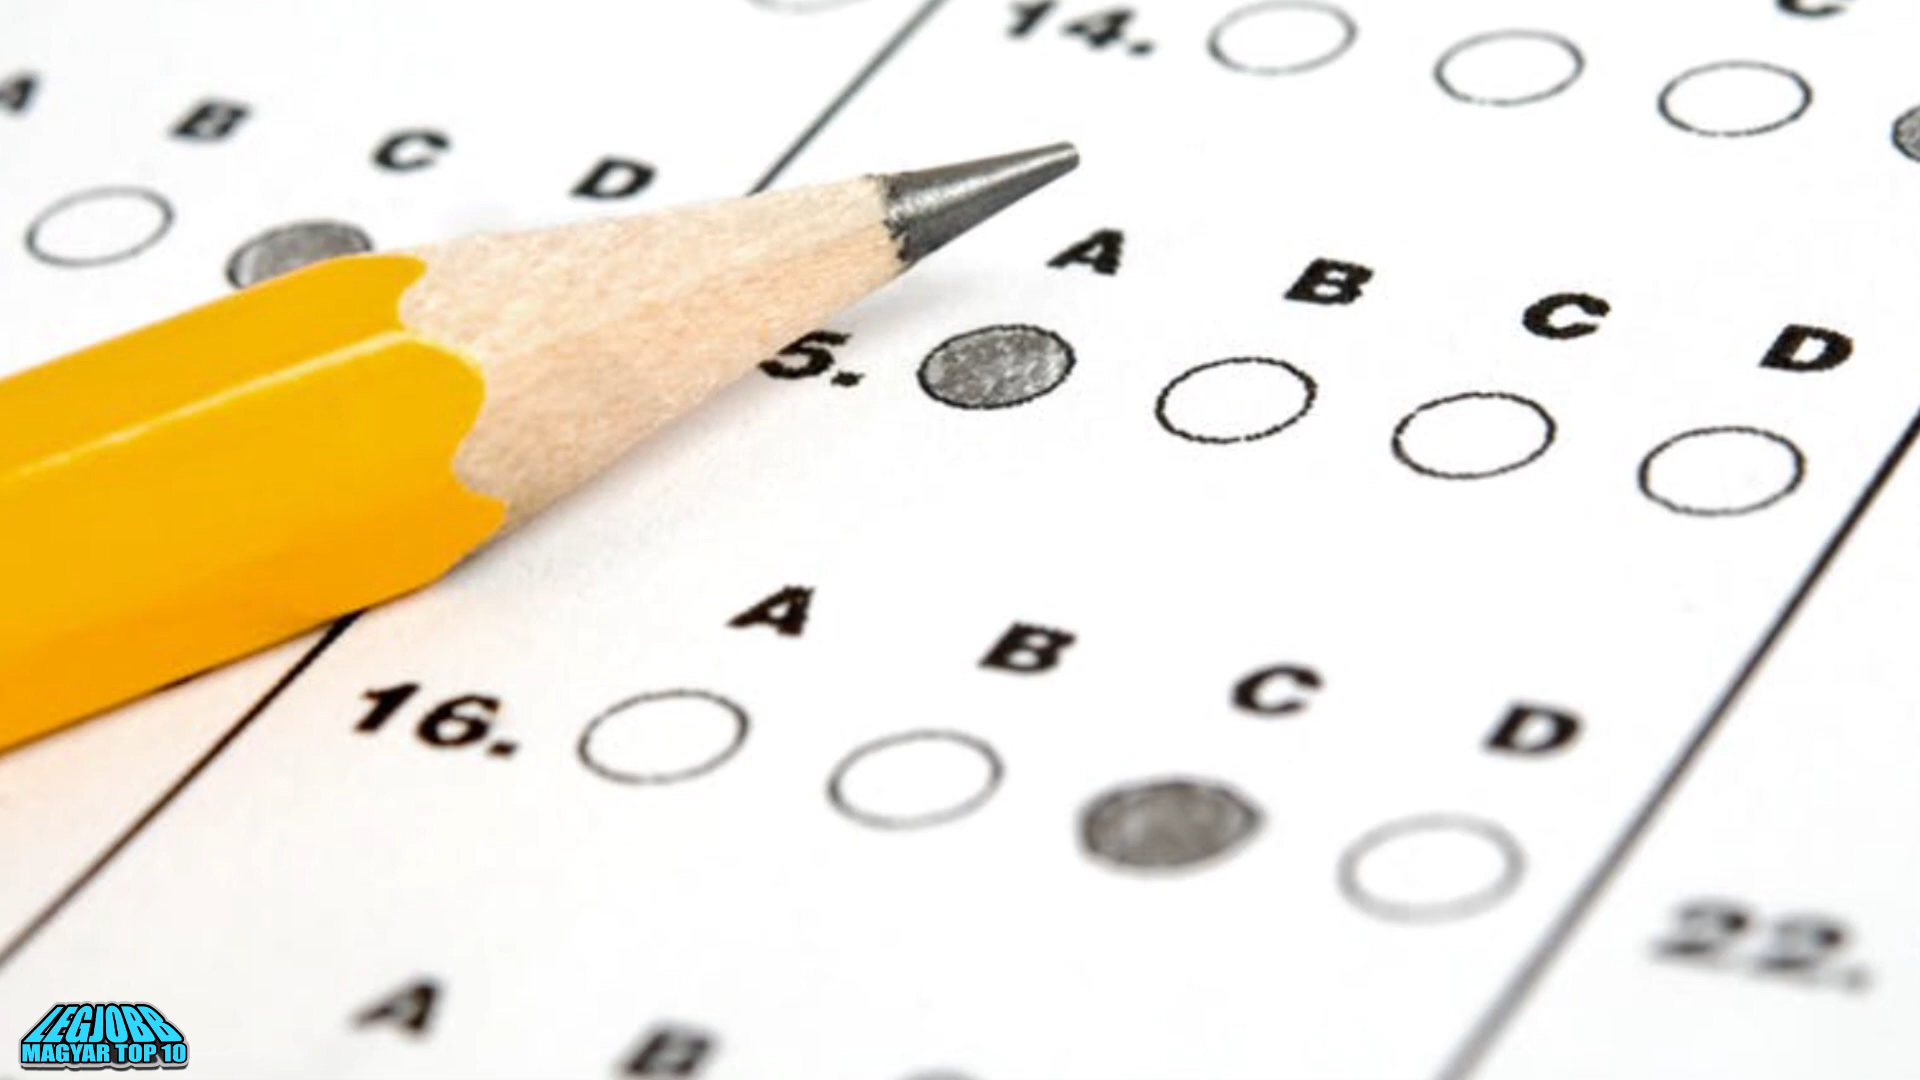 A B C D
14.
C
A B C D
5.
A B C D
16.
22.
A B
LEGJOBB
MAGYAR TOP 10